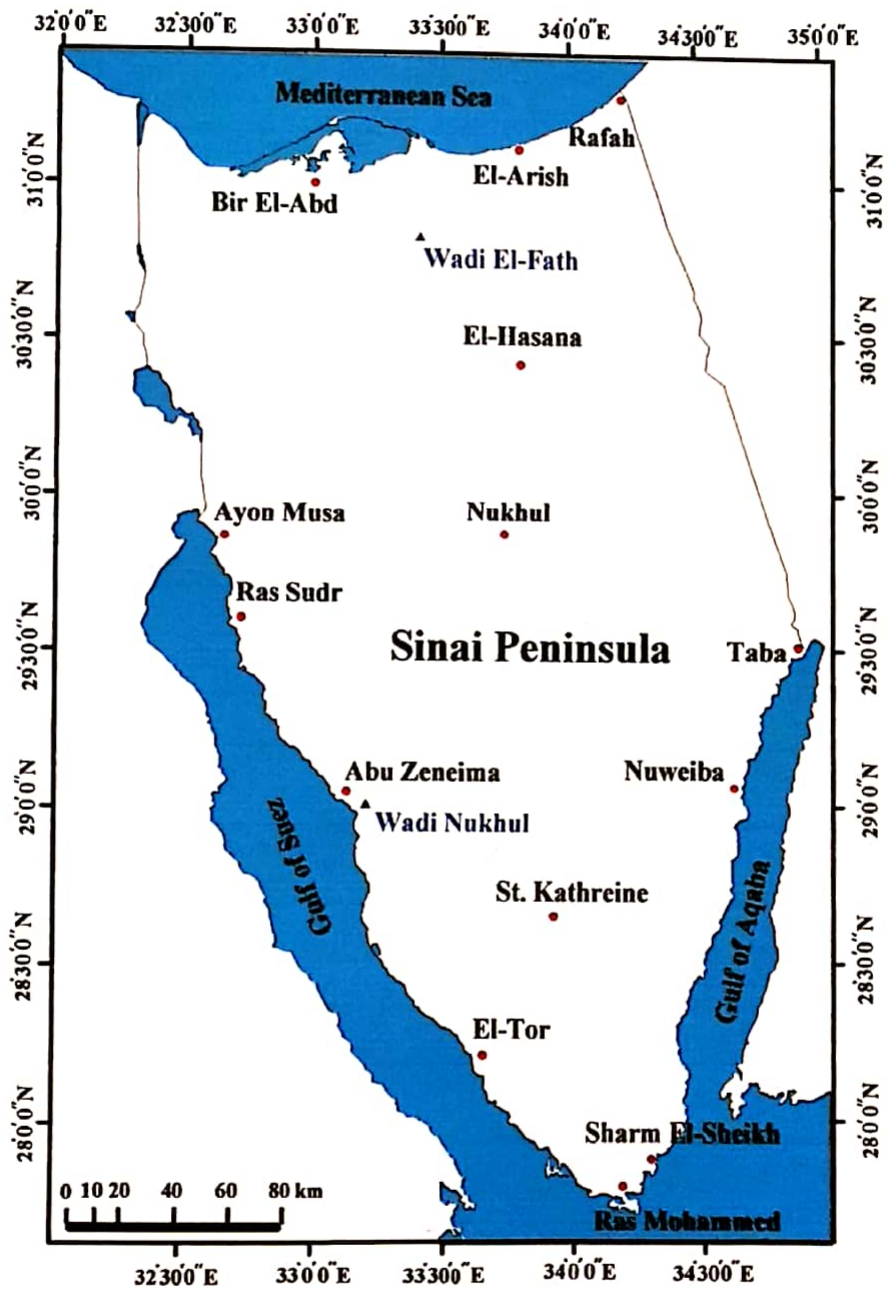 32°0'0"E 32°30'0"E 33°0'0"E 33°30'0"E 34°0'0"E 34°30'0"E 35°0'0"E
Mediterranean Sea
Rafah
El-Arish
31°0'0"N
31°0'0"N
Bir El-Abd
Wadi El-Fath
30°30'0"N
El-Hasana
30°30'0"N
30°0'0"N
30°0'0"N
Ayon Musa
Nukhul
Ras Sudr
29°30'0"N
Sinai Peninsula
Taba
29°30'0"N
Abu Zeneima
Nuweiba
29°0'0"N
29°0'0"N
Wadi Nukhul
Gulf of Suez
St. Kathreine
Gulf of Aqaba
28°30'0"N
28°30'0"N
El-Tor
28°0'0"N
28°0'0"N
Sharm El-Sheikh
0 10 20 40 60 80 km
Ras Mohammed
32°30'0"E 33°0'0"E 33°30'0"E 34°0'0"E 34°30'0"E